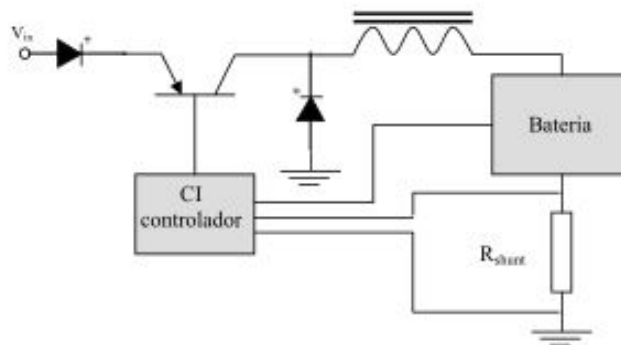 Vin
+
+
Bateria
CI
controlador
Rshunt